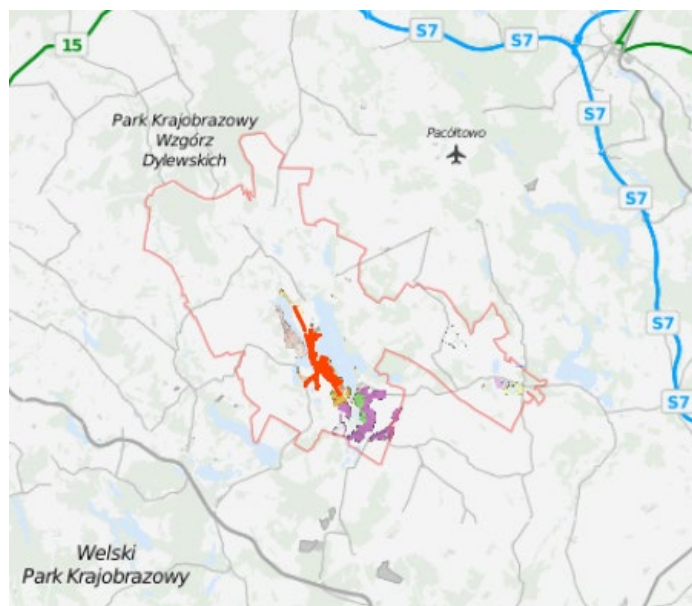 S7
S7
15
Park Krajobrazowy
Wzgórz
Dylewskich
Pacółtowo
S7
S7
S7
S7
Welski
Park Krajobrazowy